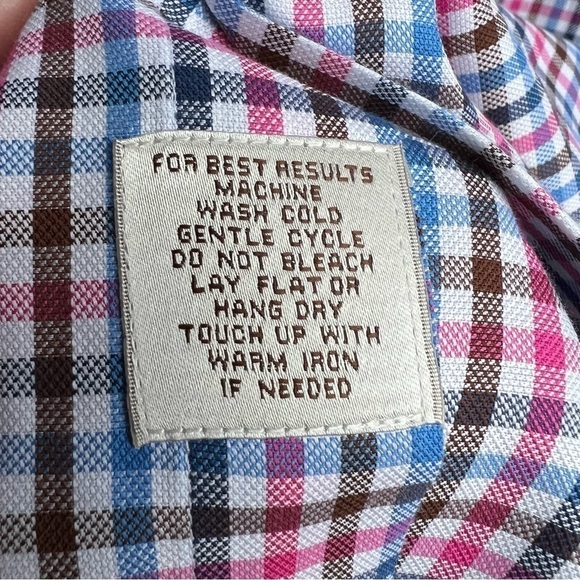 FOR BEST RESULTS
MACHINE
WASH COLD
GENTLE CYCLE
DO NOT BLEACH
LAY FLAT OR
HANG DRY
TOUCH UP WITH
WARM IRON
IF NEEDED